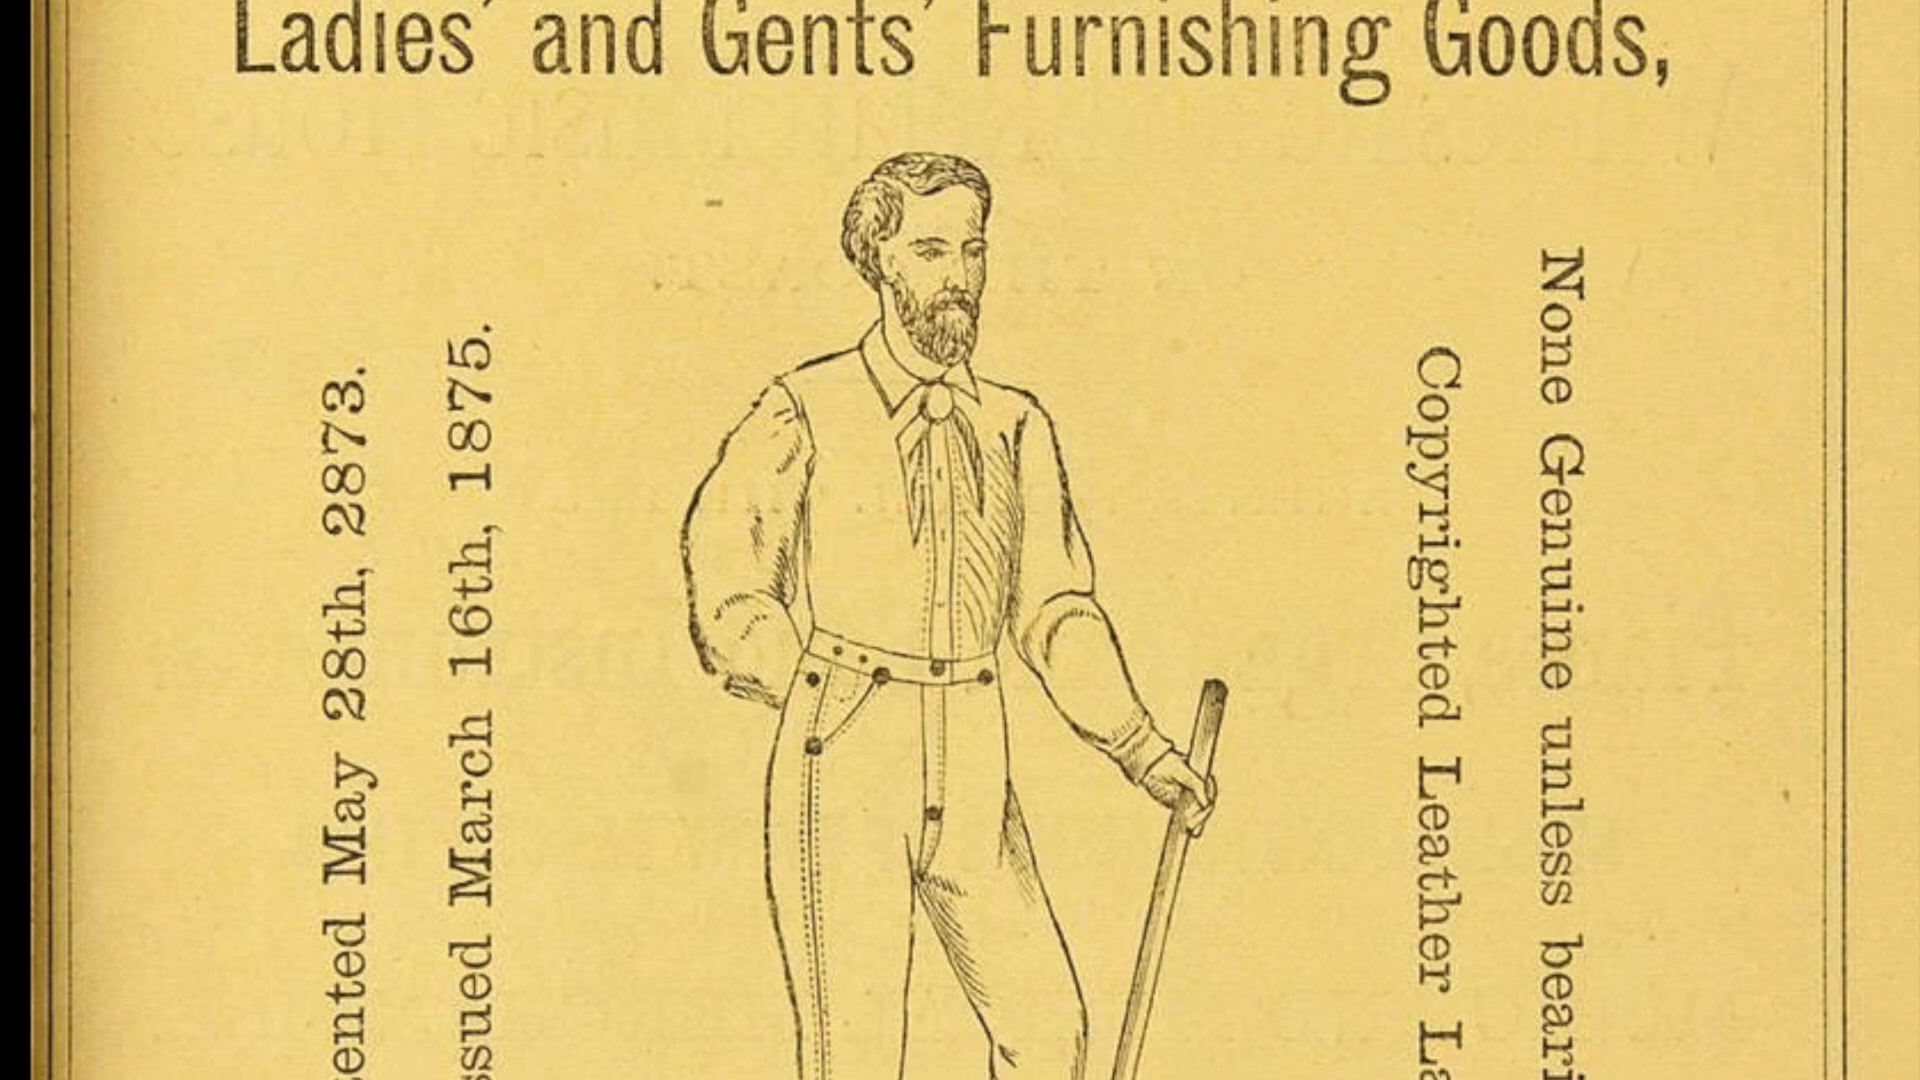 Ladies' and Gents' Furnishing Goods,
ented May 28th, 2873.
ssued March 16th, 1875.
None Genuine unless beari
Copyrighted Leather La